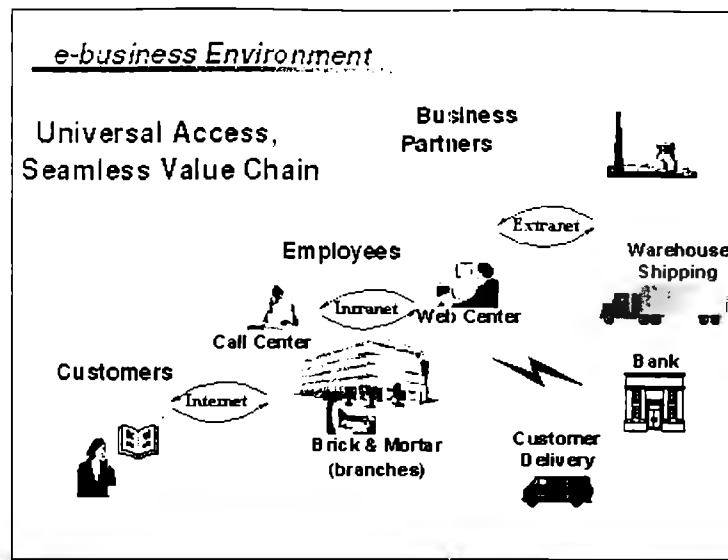 e-business Environment
Universal Access,
Seamless Value Chain
Business
Partners
Extranet
Employees
Warehouse
Shipping
Intranet
Web Center
Call Center
Customers
Bank
Internet
Brick & Mortar
(branches)
Customer
Delivery